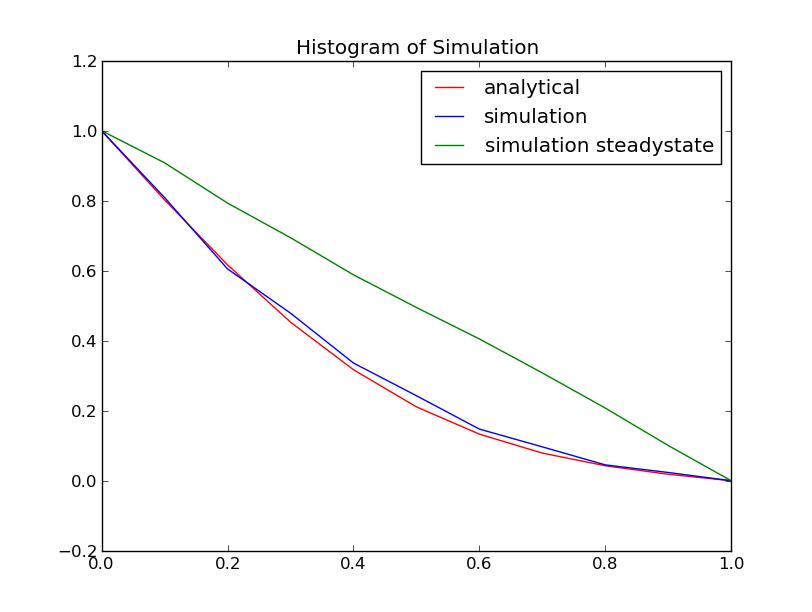 Histogram of Simulation
1.2
analytical
simulation
simulation steadystate
1.0
0.8
0.6
0.4
0.2
0.0
−0.2
0.0 0.2 0.4 0.6 0.8 1.0